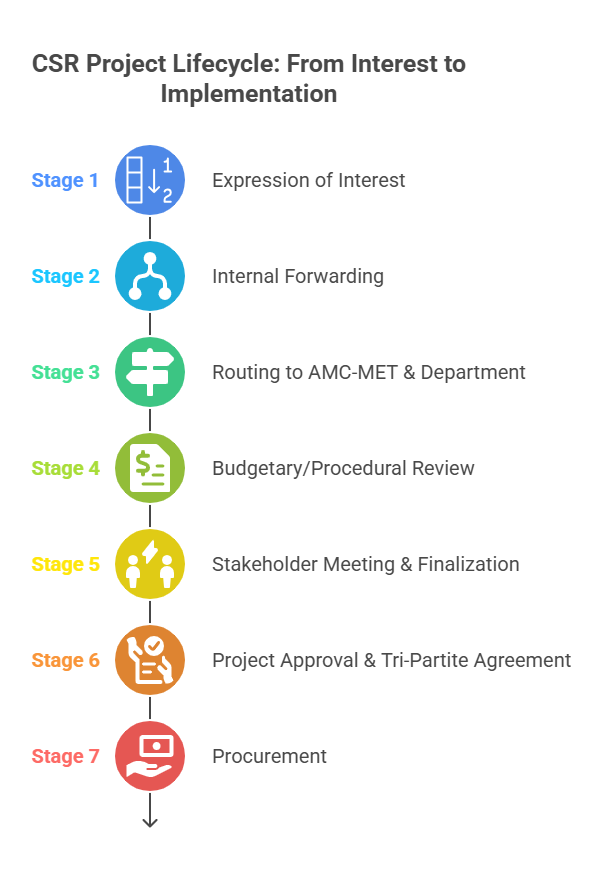 CSR Project Lifecycle: From Interest to
Implementation
Stage 1
1
2
Expression of Interest
Stage 2
Internal Forwarding
Stage 3
Routing to AMC-MET & Department
Stage 4
$
Budgetary/Procedural Review
Stage 5
Stakeholder Meeting & Finalization
Stage 6
Project Approval & Tri-Partite Agreement
Stage 7
Procurement